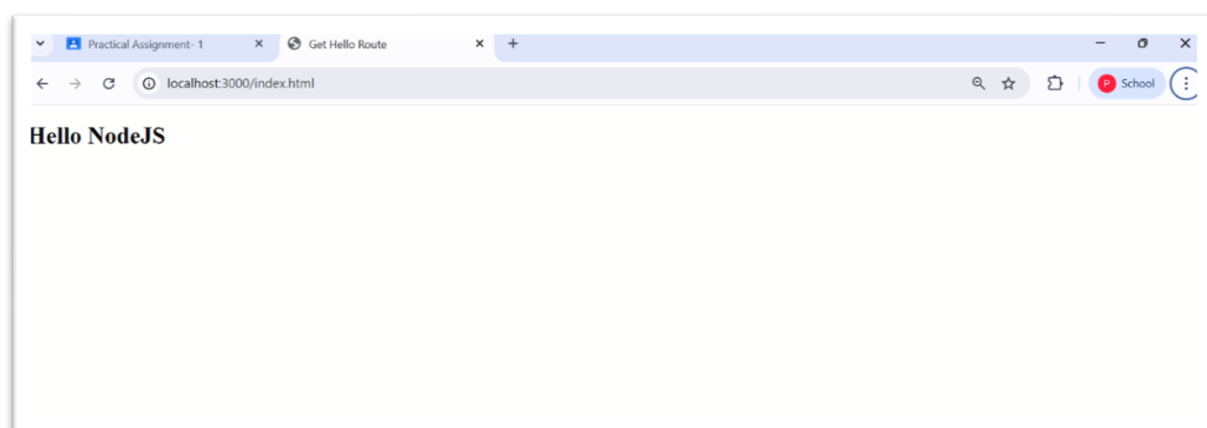 Practical Assignment- 1
Get Hello Route
localhost:3000/index.html
P School
Hello NodeJS